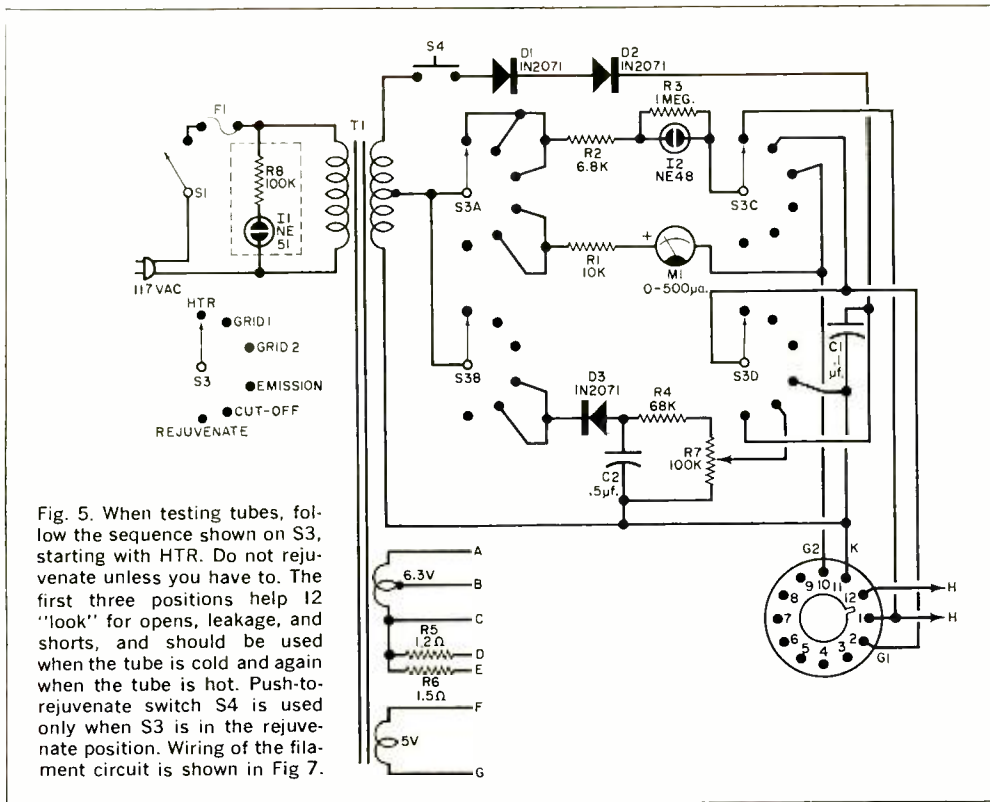 S4
D1
1N2071
D2
1N2071
R3
1 MEG.
F1
T1
R8
100K
I1
NE
51
S1
117VAC
R2
6.8K
I2
NE48
S3A
S3C
+
R1
10K
M1
0-500µa.
HTR
GRID 1
GRID 2
S3
EMISSION
CUT-OFF
REJUVENATE
S3B
S3D
C1
.1
µf.
D3
1N2071
R4
68K
R7
100K
C2
.5µf.
Fig. 5. When testing tubes, fol-
low the sequence shown on S3,
starting with HTR. Do not reju-
venate unless you have to. The
first three positions help I2
"look" for opens, leakage, and
shorts, and should be used
when the tube is cold and again
when the tube is hot. Push-to-
rejuvenate switch S4 is used
only when S3 is in the rejuve-
nate position. Wiring of the fila-
ment circuit is shown in Fig 7.
A
6.3V
B
C
R5
1.2Ω
D
E
R6
1.5Ω
F
5V
G
G2
K
9 10 11
8 12
7 1
6 2
5 4 3
H
H
G1